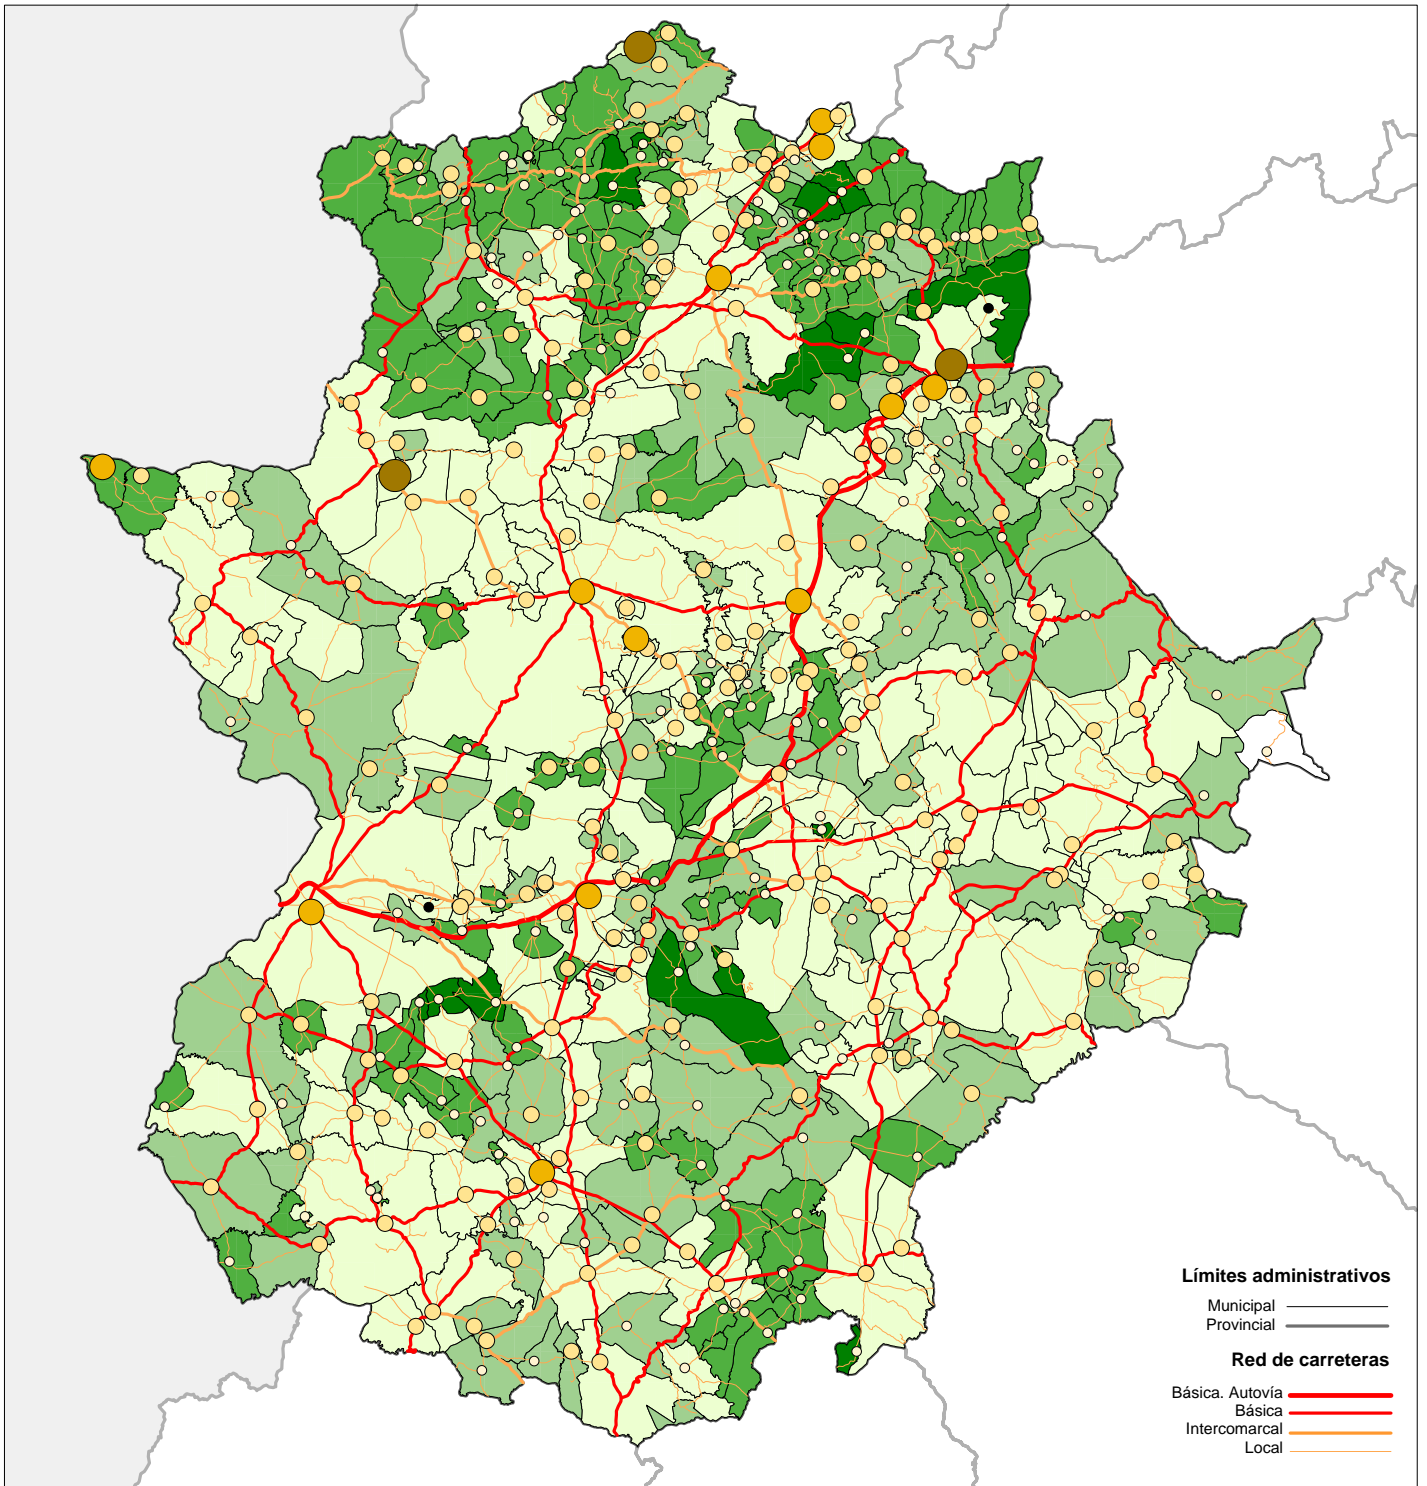 Límites administrativos
Municipal
Provincial
Red de carreteras
Básica. Autovía
Básica
Intercomarcal
Local